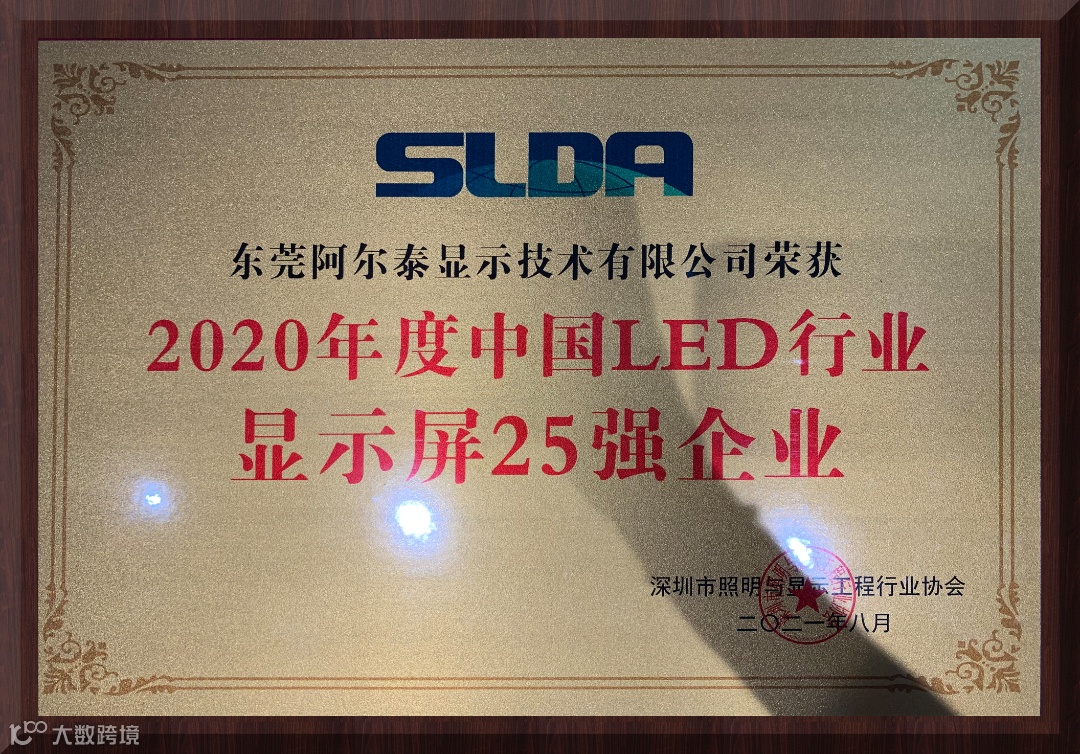 SLDA
东莞阿尔泰显示技术有限公司荣获
2020年度中国LED行业
显示屏25强企业
深圳市照明与显示工程行业协会
二〇二一年八月
大数跨境